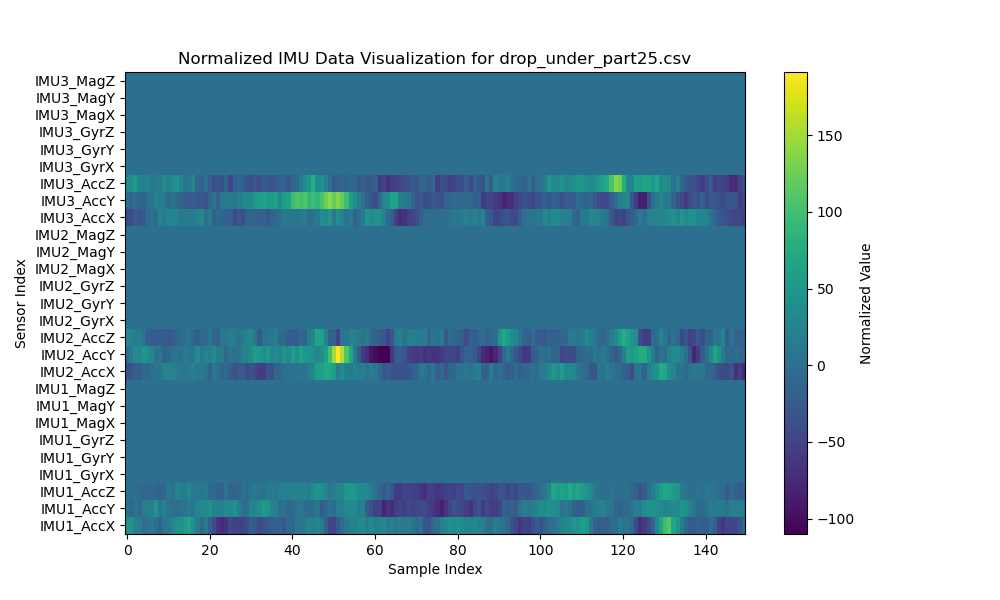 Normalized IMU Data Visualization for drop_under_part25.csv
IMU3_MagZ
IMU3_MagY
IMU3_MagX
IMU3_GyrZ
IMU3_GyrY
IMU3_GyrX
IMU3_AccZ
IMU3_AccY
IMU3_AccX
IMU2_MagZ
IMU2_MagY
IMU2_MagX
IMU2_GyrZ
IMU2_GyrY
IMU2_GyrX
IMU2_AccZ
IMU2_AccY
IMU2_AccX
IMU1_MagZ
IMU1_MagY
IMU1_MagX
IMU1_GyrZ
IMU1_GyrY
IMU1_GyrX
IMU1_AccZ
IMU1_AccY
IMU1_AccX
Sensor Index
0 20 40 60 80 100 120 140
Sample Index
150
100
50
0
−50
−100
Normalized Value